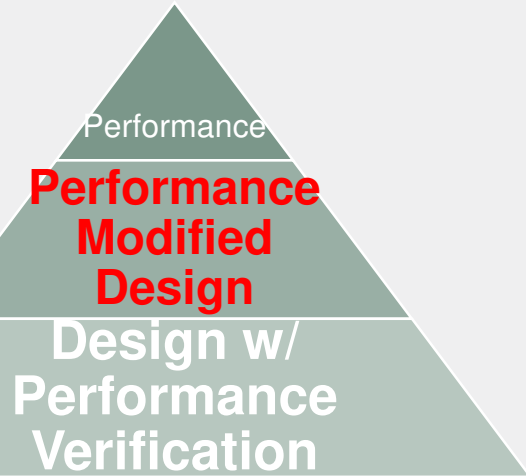 Performance
Performance
Modified
Design
Design w/
Performance
Verification